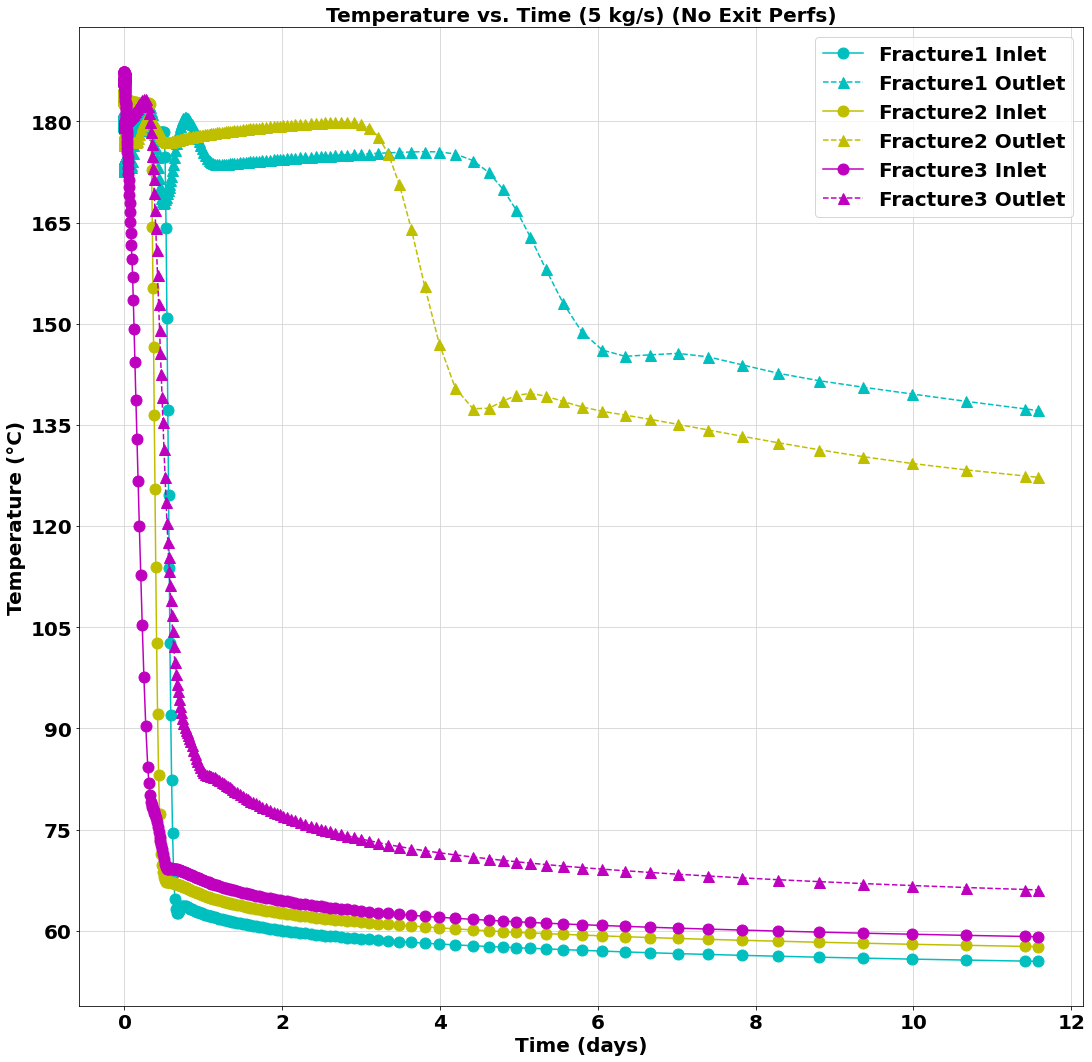 Temperature vs. Time (5 kg/s) (No Exit Perfs)
Fracture1 Inlet
Fracture1 Outlet
Fracture2 Inlet
Fracture2 Outlet
Fracture3 Inlet
Fracture3 Outlet
Temperature (°C)
180
165
150
135
120
105
90
75
60
0 2 4 6 8 10 12
Time (days)